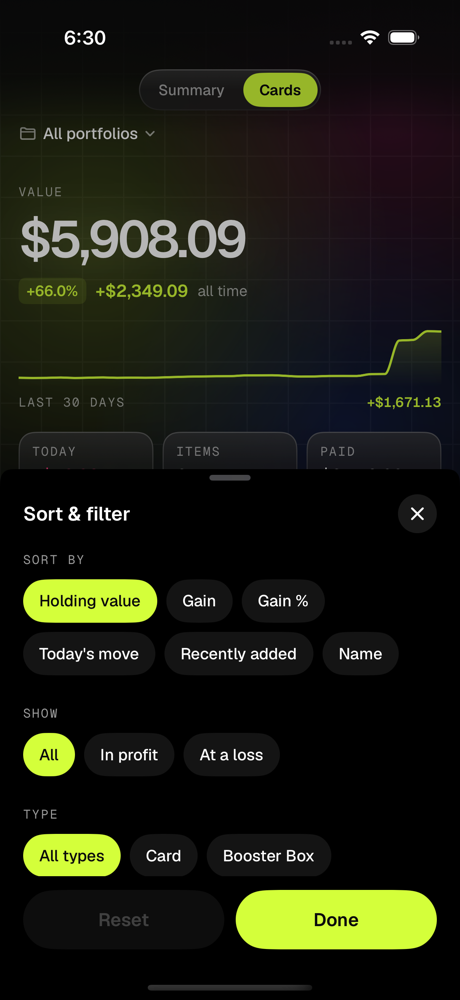 6:30
Summary
Cards
All portfolios
VALUE
$5,908.09
+66.0% +$2,349.09 all time
LAST 30 DAYS
+$1,671.13
TODAY
ITEMS
PAID
Sort & filter
SORT BY
Holding value
Gain
Gain %
Today's move
Recently added
Name
SHOW
All
In profit
At a loss
TYPE
All types
Card
Booster Box
Reset
Done